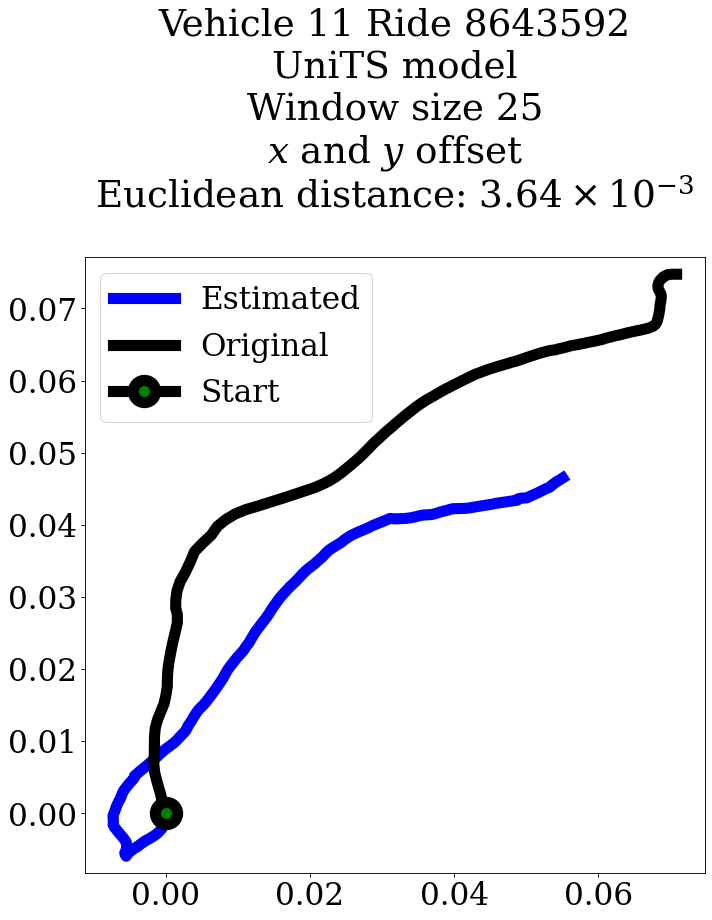 Vehicle 11 Ride 8643592
UniTS model
Window size 25
x and y offset
Euclidean distance: 3.64 × 10⁻³
Estimated
Original
Start
0.07
0.06
0.05
0.04
0.03
0.02
0.01
0.00
0.00 0.02 0.04 0.06